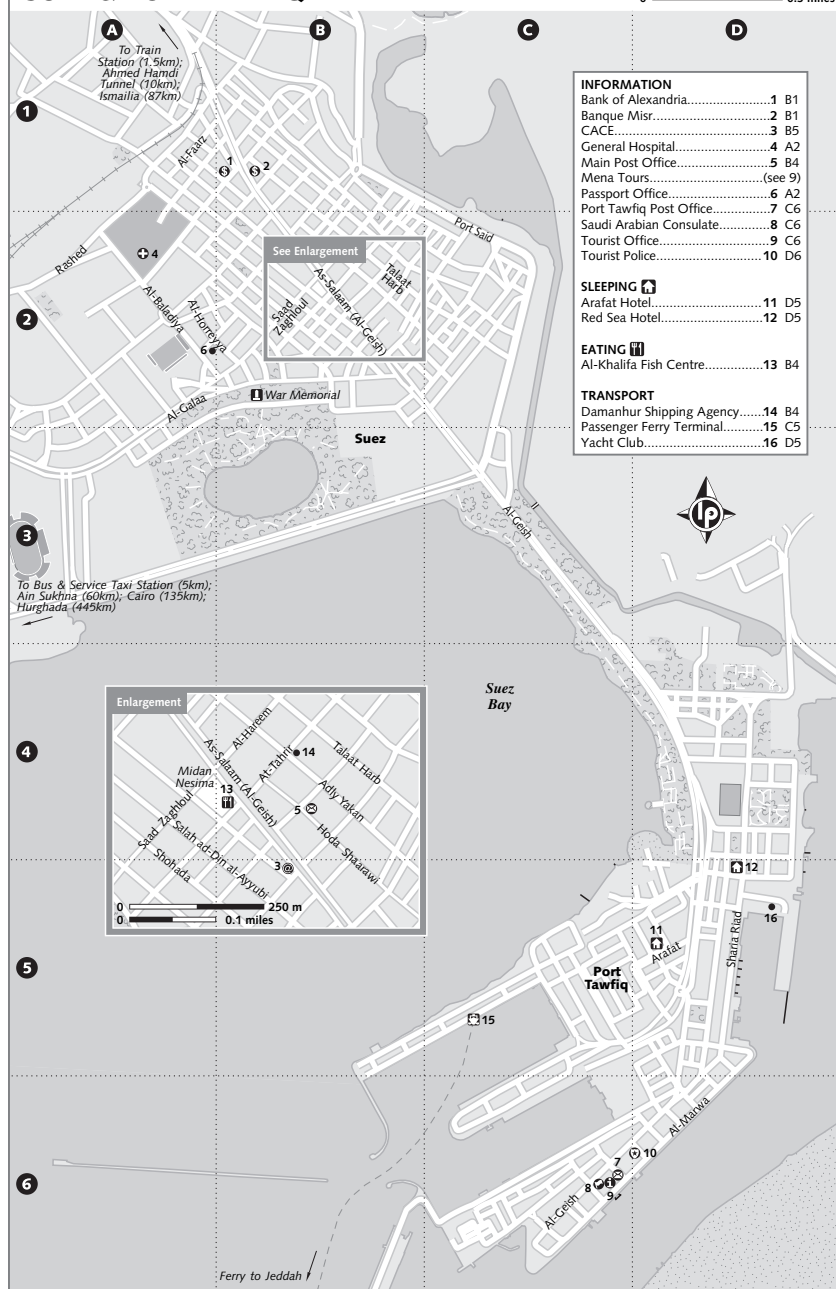 0.3 miles
A
B
C
D
To Train
Station (1.5km);
Ahmed Hamdi
Tunnel (10km);
Ismailia (87km)
1
Al-Faarz
1
2
INFORMATION
Bank of Alexandria........................1 B1
Banque Misr................................2 B1
CACE..........................................3 B5
General Hospital..........................4 A2
Main Post Office..........................5 B4
Mena Tours.............................(see 9)
Passport Office............................6 A2
Port Tawfiq Post Office.................7 C6
Saudi Arabian Consulate...............8 C6
Tourist Office..............................9 C6
Tourist Police............................10 D6
SLEEPING
Arafat Hotel..............................11 D5
Red Sea Hotel...........................12 D5
EATING
Al-Khalifa Fish Centre.................13 B4
TRANSPORT
Damanhur Shipping Agency......14 B4
Passenger Ferry Terminal............15 C5
Yacht Club................................16 D5
Port Said
See Enlargement
Rashed
4
2
Al-Baladiya
Al-Horreyya
6
Saad
Zaghloul
As-Salaam (Al-Geish)
Talaat
Harb
Al-Galaa
War Memorial
Suez
lp
3
Al-Geish
To Bus & Service Taxi Station (5km);
Ain Sukhna (60km); Cairo (135km);
Hurghada (445km)
Suez
Bay
4
Enlargement
Al-Hareem
As-Salaam (Al-Geish)
At-Tahrir
14
Talaat Harb
Midan
Nesima
13
5
Adly Yakan
Saad Zaghloul
Salah ad-Din al-Ayyubi
Shohada
3
@
Hoda Shaarawi
0
250 m
0
0.1 miles
12
16
11
Arafat
Sharia Riad
5
Port
Tawfiq
15
Al-Marwa
10
7
8
9
6
Al-Geish
Ferry to Jeddah